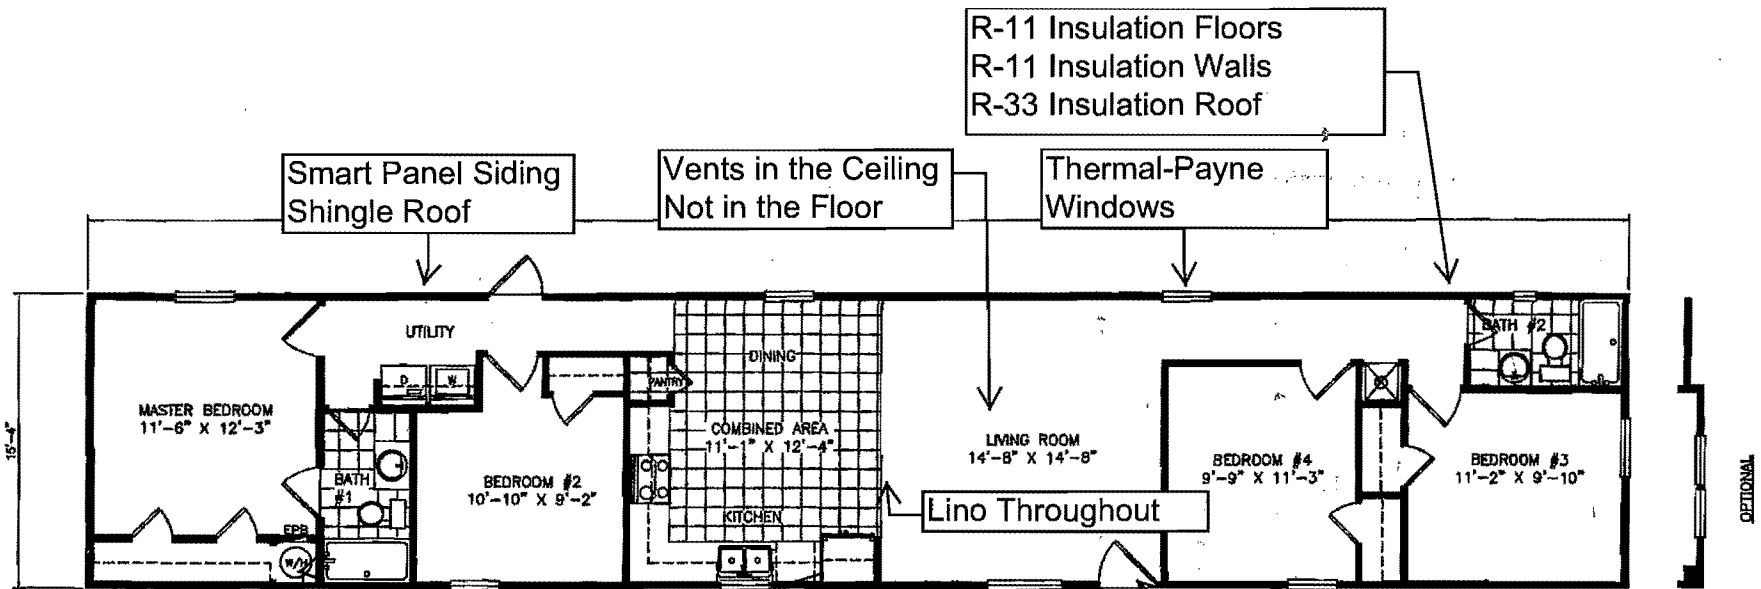 R-11 Insulation Floors
R-11 Insulation Walls
R-33 Insulation Roof
Smart Panel Siding
Shingle Roof
Vents in the Ceiling
Not in the Floor
Thermal-Payne
Windows
15'-4"
UTILITY
D
W
MASTER BEDROOM
11'-6" X 12'-3"
BATH
#1
EPB
W/H
BEDROOM #2
10'-10" X 9'-2"
PANTRY
DINING
COMBINED AREA
11'-1" X 12'-4"
KITCHEN
LIVING ROOM
14'-8" X 14'-8"
Lino Throughout
BEDROOM #4
9'-9" X 11'-3"
BATH #2
BEDROOM #3
11'-2" X 9'-10"
OPTIONAL